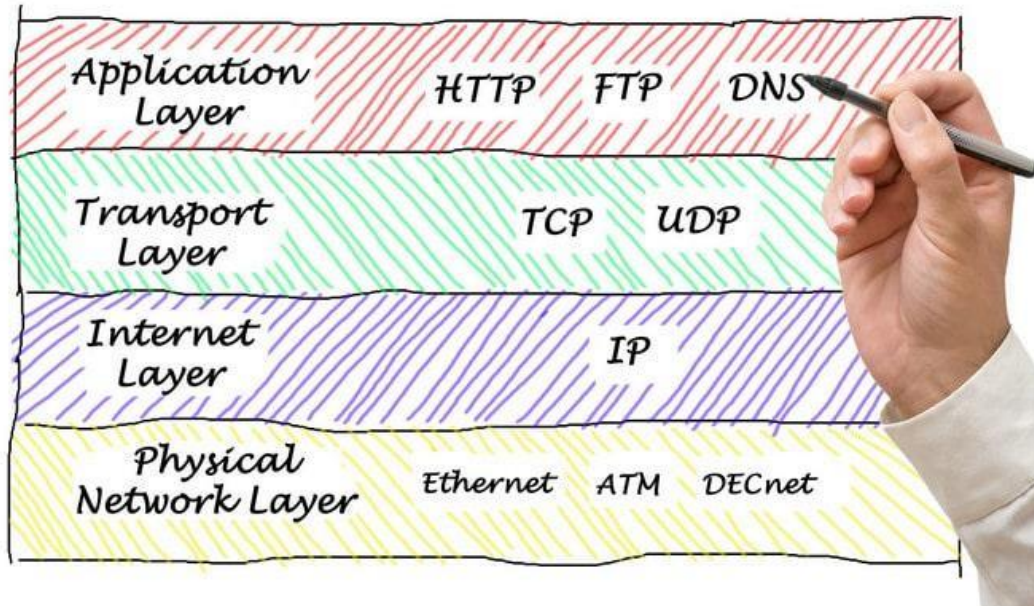 Application
Layer
HTTP FTP DNS
Transport
Layer
TCP UDP
Internet
Layer
IP
Physical
Network Layer
Ethernet ATM DECnet